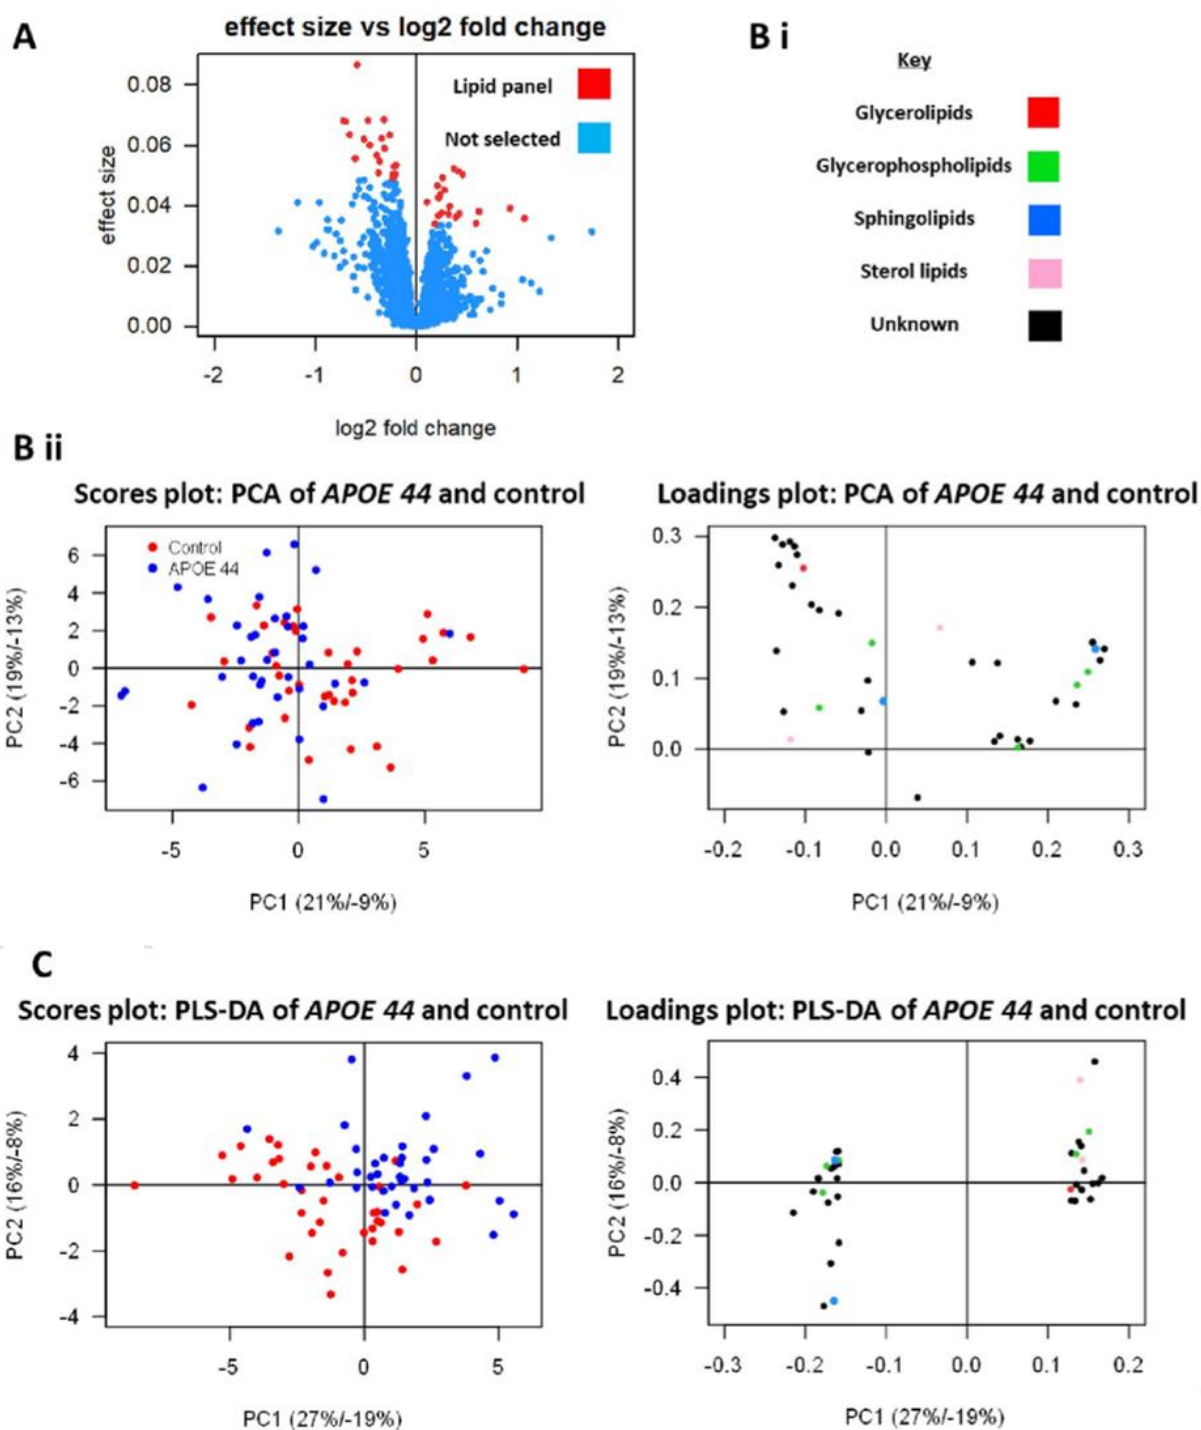 A
effect size vs log2 fold change
effect size
0.08
0.06
0.04
0.02
0.00
Lipid panel
Not selected
-2 -1 0 1 2
log2 fold change
B i
Key
Glycerolipids
Glycerophospholipids
Sphingolipids
Sterol lipids
Unknown
B ii
Scores plot: PCA of APOE 44 and control
PC2 (19%/-13%)
6
4
2
0
-2
-4
-6
Control
APOE 44
-5 0 5
PC1 (21%/-9%)
Loadings plot: PCA of APOE 44 and control
PC2 (19%/-13%)
0.3
0.2
0.1
0.0
-0.2 -0.1 0.0 0.1 0.2 0.3
PC1 (21%/-9%)
C
Scores plot: PLS-DA of APOE 44 and control
PC2 (16%/-8%)
4
2
0
-2
-4
-5 0 5
PC1 (27%/-19%)
Loadings plot: PLS-DA of APOE 44 and control
PC2 (16%/-8%)
0.4
0.2
0.0
-0.2
-0.4
-0.3 -0.2 -0.1 0.0 0.1 0.2
PC1 (27%/-19%)